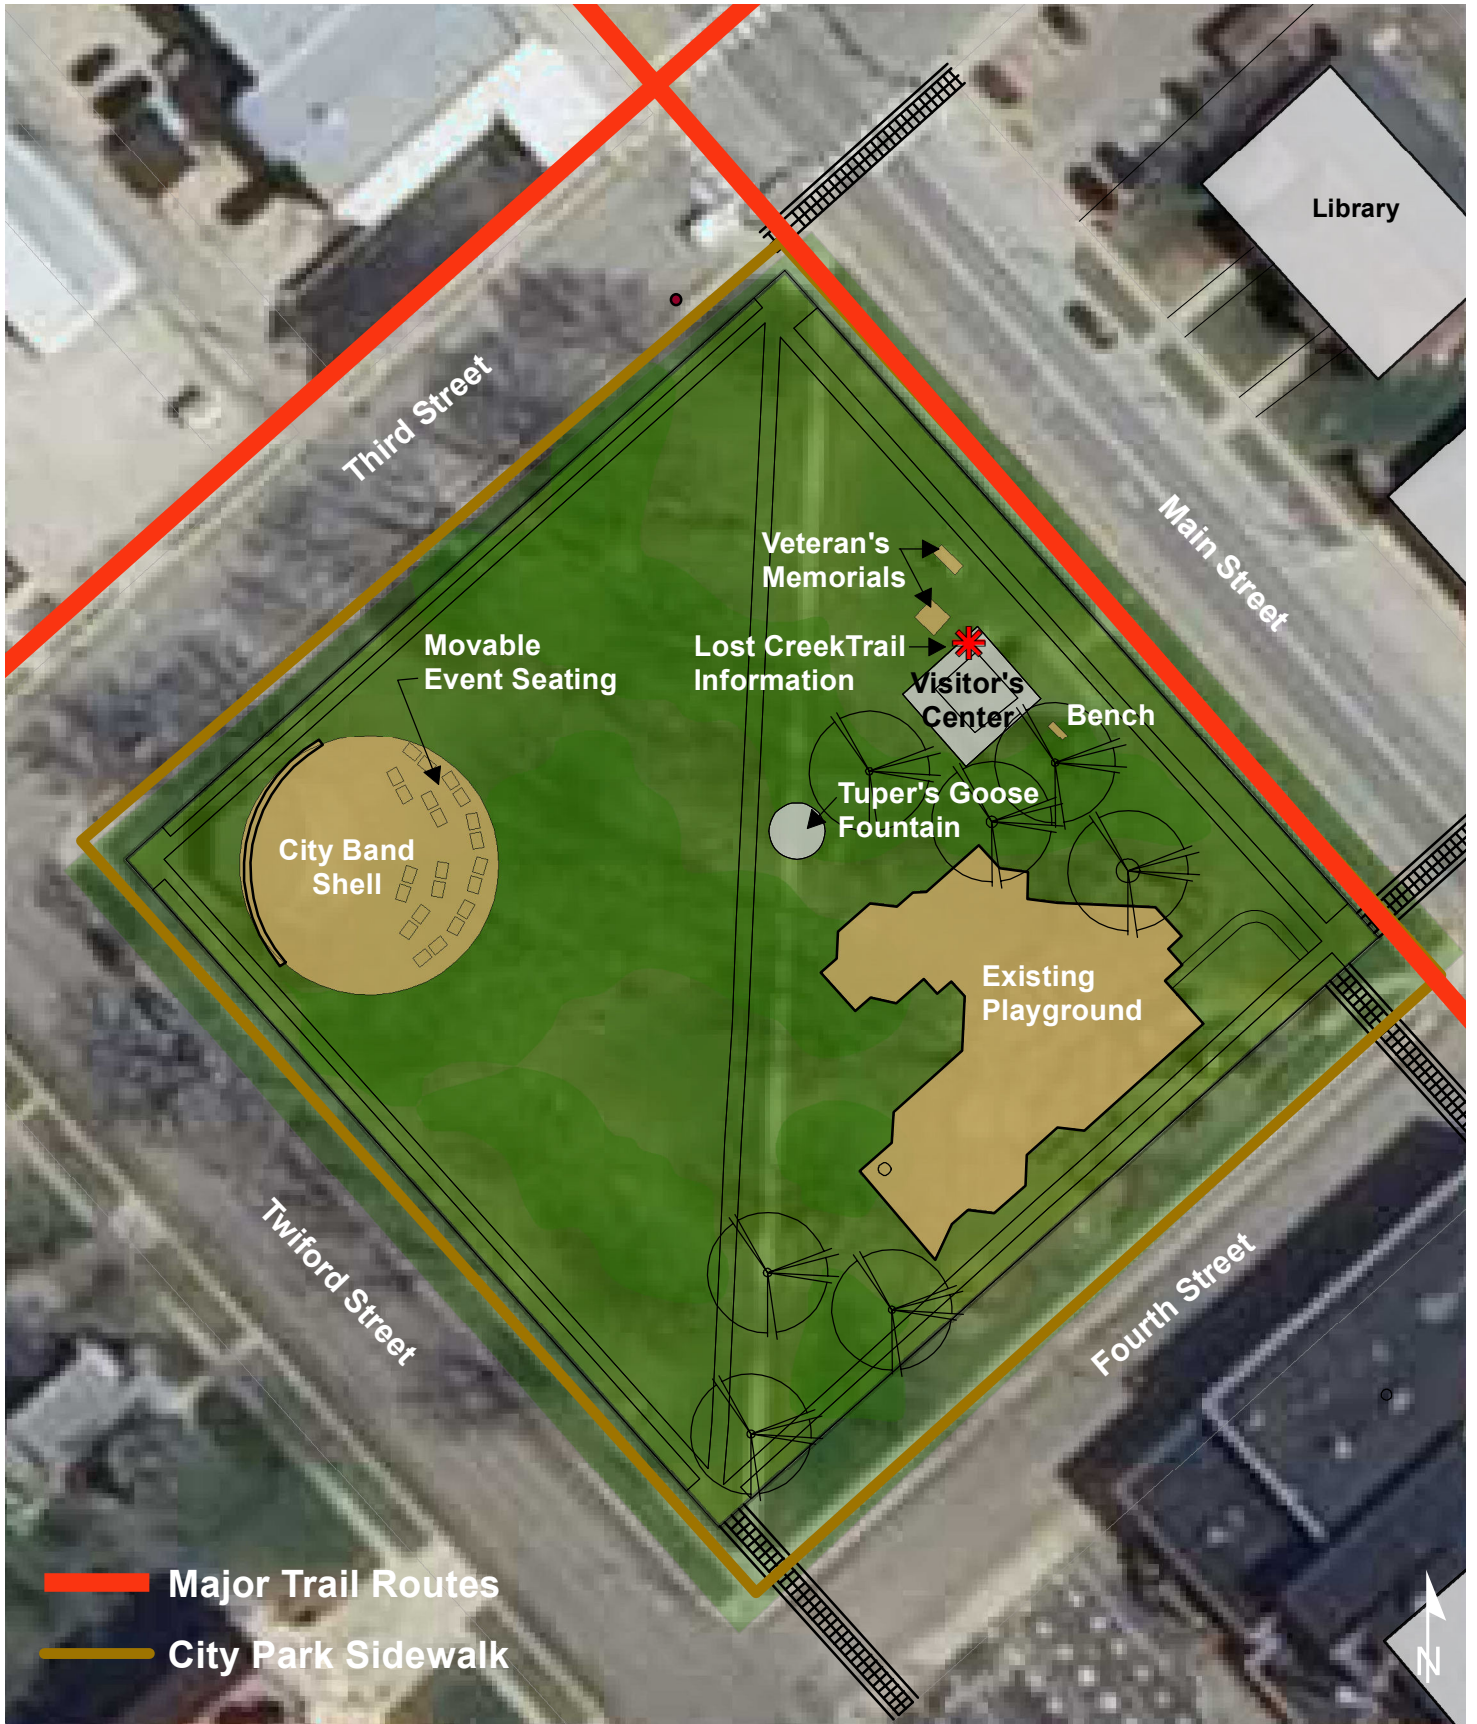 Library
Third Street
Main Street
Veteran's
Memorials
Movable
Event Seating
Lost CreekTrail
Information
Visitor's
Center
Bench
Tuper's Goose
Fountain
City Band
Shell
Existing
Playground
Twiford Street
Fourth Street
Major Trail Routes
City Park Sidewalk
N